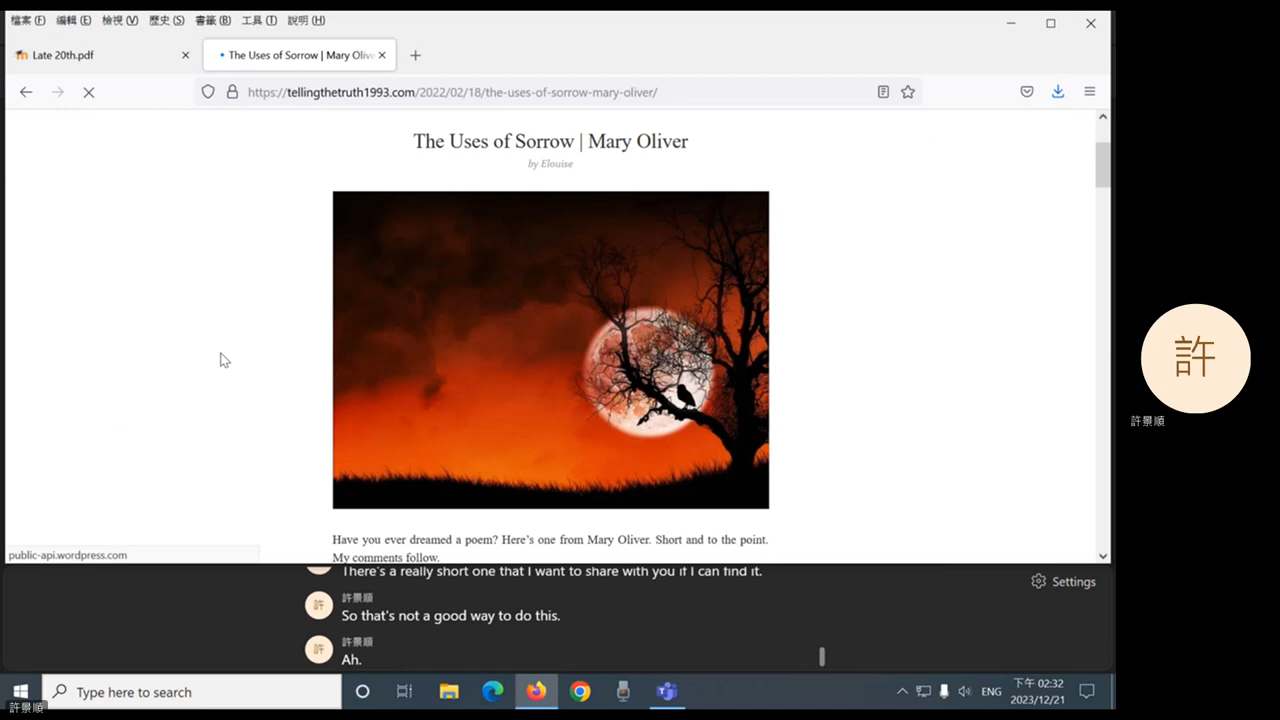 檔案 (F) 編輯 (E) 檢視 (V) 歷史 (S) 書籤 (B) 工具 (T) 說明 (H)
Late 20th.pdf
The Uses of Sorrow | Mary Olive
https://tellingthetruth1993.com/2022/02/18/the-uses-of-sorrow-mary-oliver/
The Uses of Sorrow | Mary Oliver
by Elouise
Have you ever dreamed a poem? Here's one from Mary Oliver. Short and to the point.
My comments follow.
public-api.wordpress.com
There's a really short one that I want to share with you if I can find it.
Settings
許 許景順
So that's not a good way to do this.
許 許景順
Ah.
許
許景順
Type here to search
ENG
下午 02:32
2023/12/21
許景順